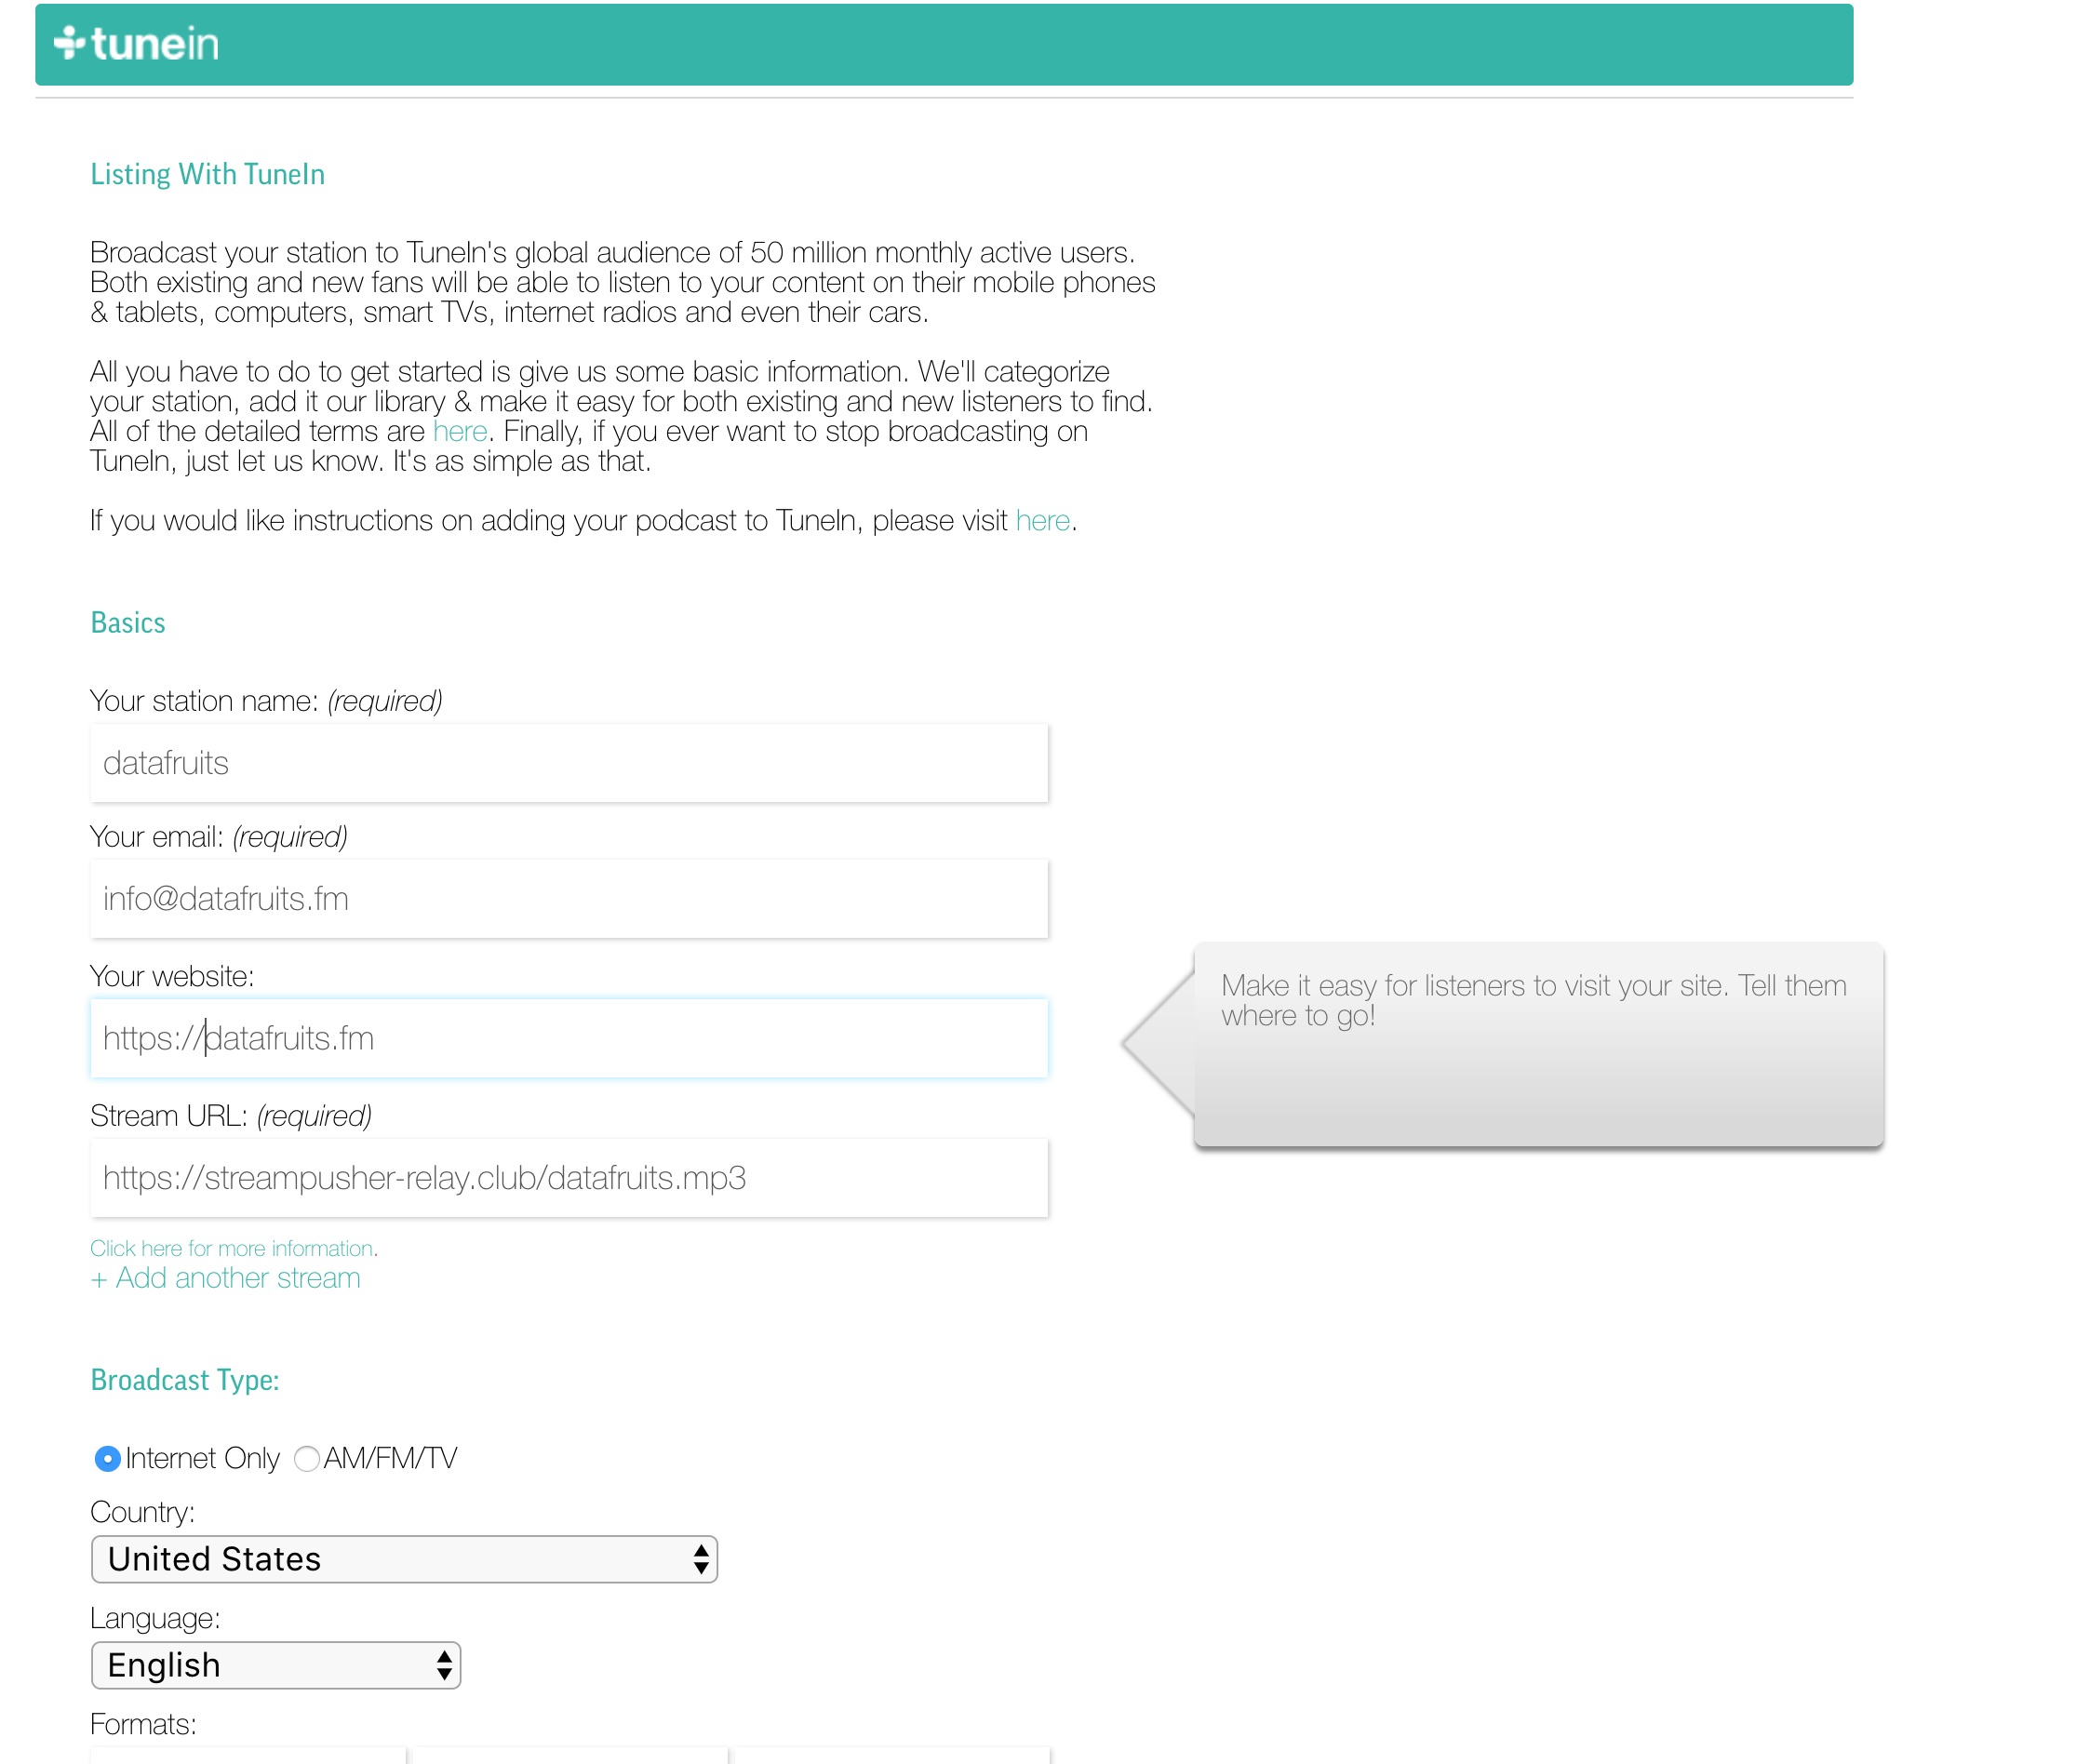 tunein
Listing With TuneIn
Broadcast your station to TuneIn's global audience of 50 million monthly active users.
Both existing and new fans will be able to listen to your content on their mobile phones
& tablets, computers, smart TVs, internet radios and even their cars.
All you have to do to get started is give us some basic information. We'll categorize
your station, add it our library & make it easy for both existing and new listeners to find.
All of the detailed terms are here. Finally, if you ever want to stop broadcasting on
TuneIn, just let us know. It's as simple as that.
If you would like instructions on adding your podcast to TuneIn, please visit here.
Basics
Your station name: (required)
datafruits
Your email: (required)
info@datafruits.fm
Your website:
https://datafruits.fm
Make it easy for listeners to visit your site. Tell them
where to go!
Stream URL: (required)
https://streampusher-relay.club/datafruits.mp3
Click here for more information.
+ Add another stream
Broadcast Type:
Internet Only AM/FM/TV
Country:
United States
Language:
English
Formats: